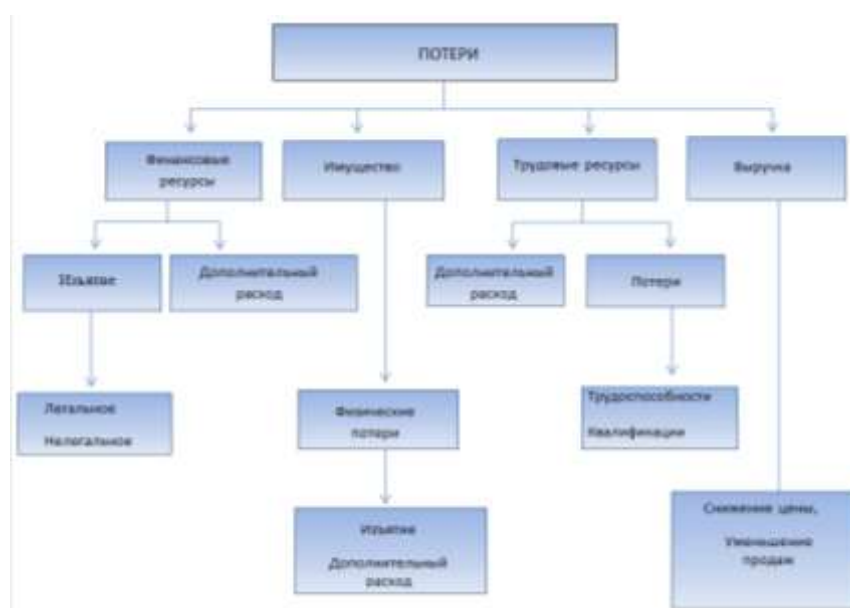 ПОТЕРИ
Финансовые
ресурсы
Имущество
Трудовые ресурсы
Выручка
Изъятие
Дополнительный
расход
Дополнительный
расход
Потери
Легальное
Нелегальное
Физические
потери
Трудоспособности
Квалификации
Изъятие
Дополнительный
расход
Снижение цены,
Уменьшение
продаж